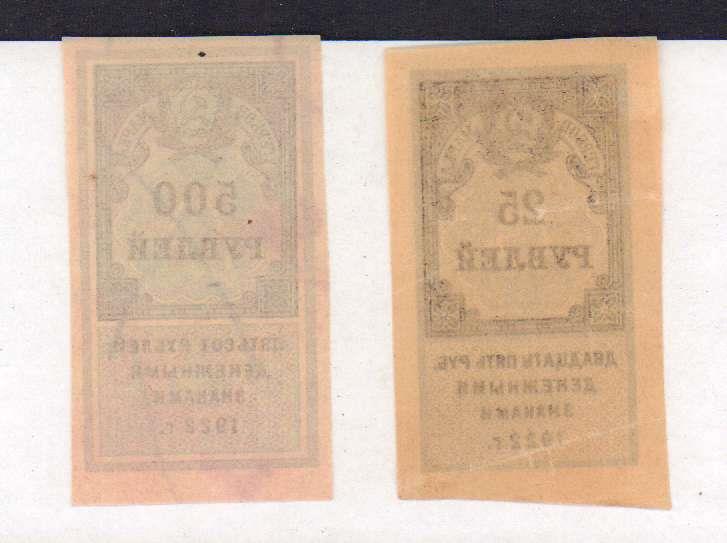 500
РУБЛЕЙ
ПЯТЬСОТ РУБЛЕЙ
ДЕНЕЖНЫМИ
ЗНАКАМИ
1922 г.
25
РУБЛЕЙ
ДВАДЦАТЬ ПЯТЬ РУБ.
ДЕНЕЖНЫМИ
ЗНАКАМИ
1922 г.